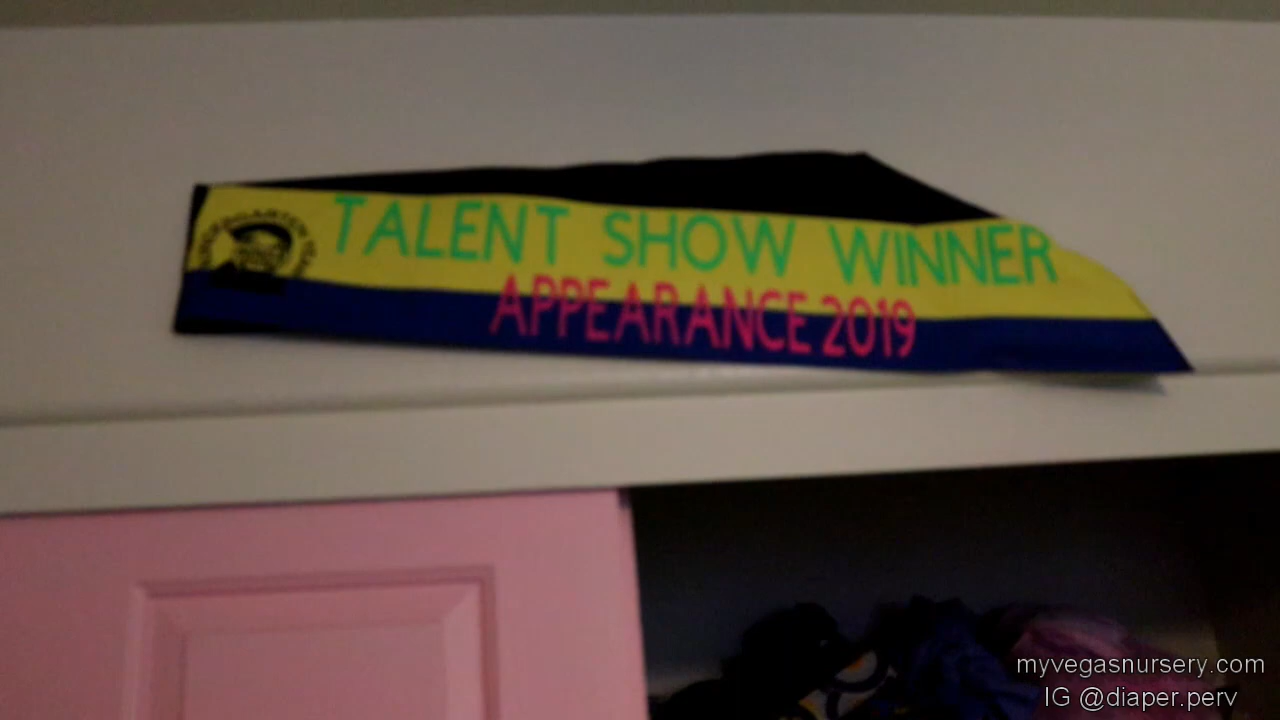 TALENT SHOW WINNER
APPEARANCE 2019
myvegasnursery.com
IG @diaper.perv